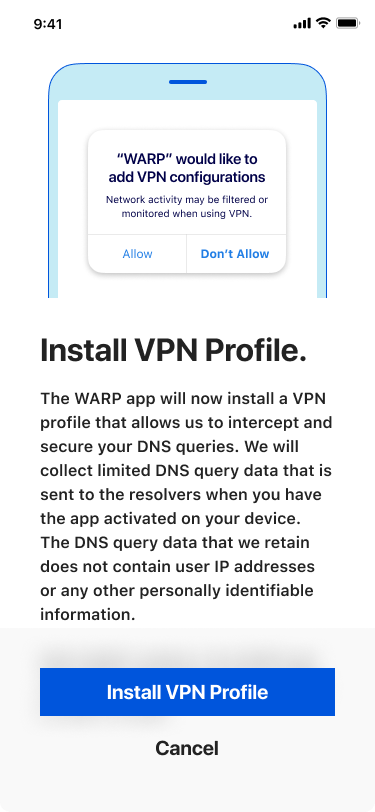 9:41
“WARP” would like to
add VPN configurations
Network activity may be filtered or
monitored when using VPN.
Allow
Don’t Allow
Install VPN Profile.
The WARP app will now install a VPN
profile that allows us to intercept and
secure your DNS queries. We will
collect limited DNS query data that is
sent to the resolvers when you have
the app activated on your device.
The DNS query data that we retain
does not contain user IP addresses
or any other personally identifiable
information.
Install VPN Profile
Cancel